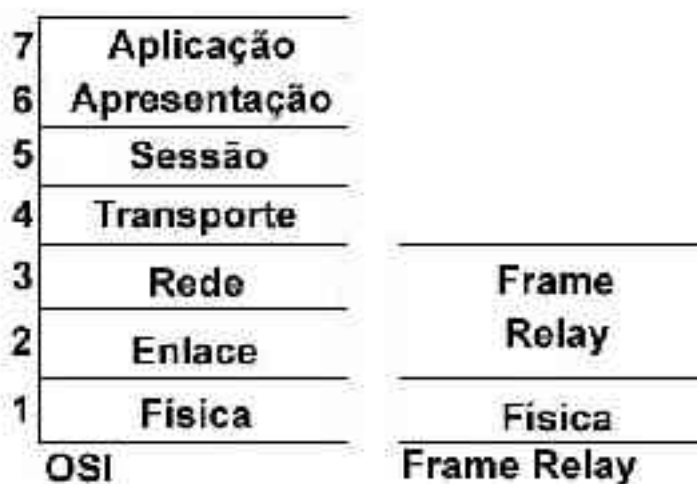 7 Aplicação
6 Apresentação
5 Sessão
4 Transporte
3 Rede
2 Enlace
1 Física
OSI
Frame
Relay
Física
Frame Relay